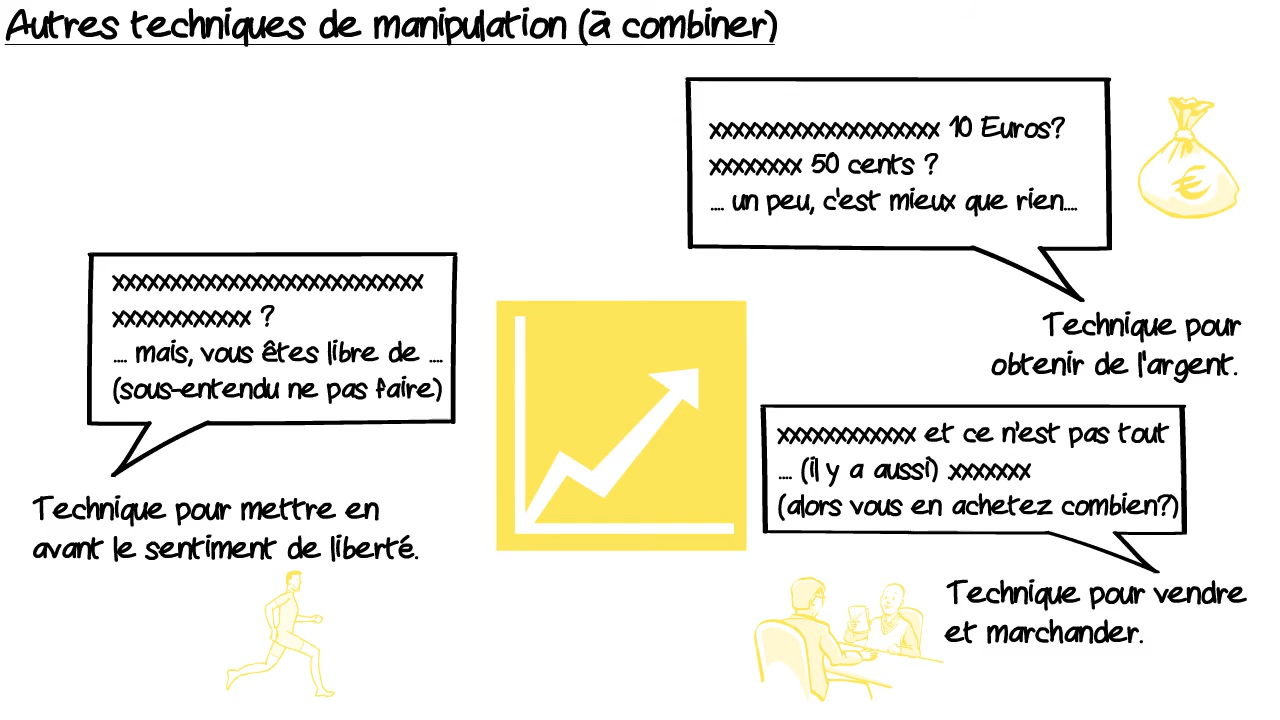 Autres techniques de manipulation (à combiner)
xxxxxxxxxxxxxxxxxxxx 10 Euros?
xxxxxxxx 50 cents ?
.... un peu, c'est mieux que rien....
Technique pour
obtenir de l'argent.
xxxxxxxxxxxxxxxxxxxxxxxxxxx
xxxxxxxxxxxx ?
.... mais, vous êtes libre de ....
(sous-entendu ne pas faire)
Technique pour mettre en
avant le sentiment de liberté.
xxxxxxxxxxxx et ce n'est pas tout
.... (il y a aussi) xxxxxxx
(alors vous en achetez combien?)
Technique pour vendre
et marchander.
€